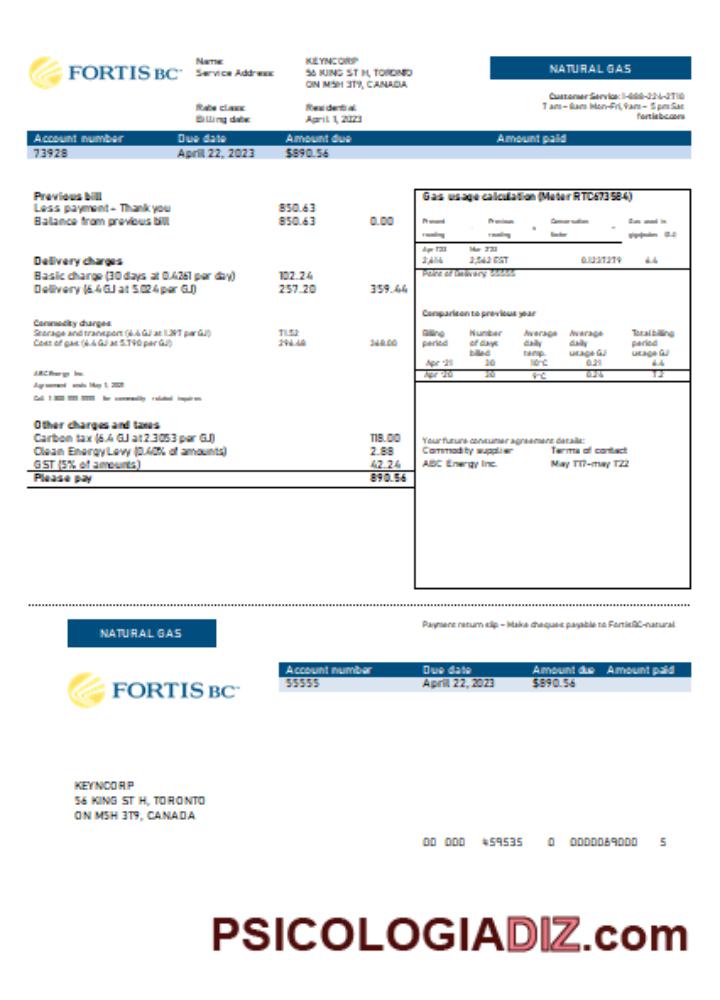 FORTIS BC
Name: KEYNCORP
Service Address: 56 KING ST H, TORONTO
ON M5H 3T9, CANADA
Rate class: Residential
Billing date: April 1, 2023
NATURAL GAS
Customer Service: 1-888-224-2710
7 am – 8am Mon-Fri, 9am – 5 pm Sat
fortisbc.com
Account number Due date Amount due Amount paid
73928 April 22, 2023 $890.56
Previous bill
Less payment – Thank you 850.63
Balance from previous bill 850.63 0.00
Delivery charges
Basic charge (30 days at 0.4261 per day) 102.24
Delivery (6.4 GJ at 5.024 per GJ) 257.20 359.44
Commodity charges
Storage and transport (6.4 GJ at 1.397 per GJ) 71.52
Cost of gas (6.4 GJ at 5.790 per GJ) 296.48 368.00
ABC Energy Inc.
Agreement ends May 1, 2021
Call 1 800 555 5555 for commodity related inquires
Other charges and taxes
Carbon tax (6.4 GJ at 2.3053 per GJ) 118.00
Clean Energy Levy (0.40% of amounts) 2.88
GST (5% of amounts) 42.24
Please pay 890.56
Gas usage calculation (Meter RTC673584)
Present reading - Previous reading x Conversation factor = Gas used in gigajoules (GJ)
Apr 7'23 Mar 2'23
2,614 2,562 EST 0.1237279 6.4
Point of Delivery: 55555
Comparison to previous year
Billing period Number of days billed Average daily temp. Average daily usage GJ Total billing period usage GJ
Apr '21 30 10°C 0.21 6.4
Apr '20 30 9°C 0.24 7.2
Your future consumer agreement details:
Commodity supplier Terms of contact
ABC Energy Inc. May 1'17-may 1'22
NATURAL GAS
Payment return slip – Make cheques payable to FortisBC-natural
FORTIS BC
Account number Due date Amount due Amount paid
55555 April 22, 2023 $890.56
KEYNCORP
56 KING ST H, TORONTO
ON M5H 3T9, CANADA
00 000 459535 0 0000089000 5
PSICOLOGIADIZ.com